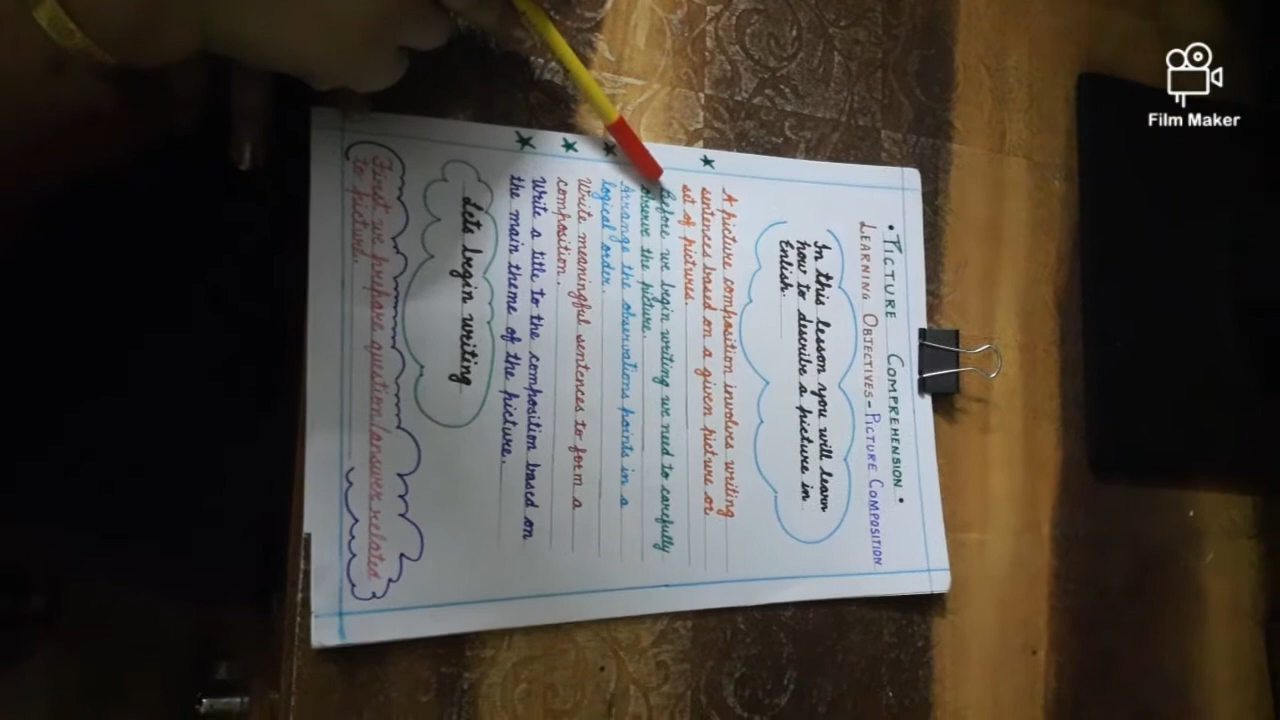 • PICTURE COMPREHENSION •
LEARNING OBJECTIVES- PICTURE COMPOSITION
In this lesson you will learn
how to describe a picture in
Enlish.
A picture composition involves writing
sentences based on a given picture or
set of pictures.
Before we begin writing we need to carefully
observe the picture.
Arrange the observations points in a
logical order.
Write meaningful sentences to form a
composition.
Write a title to the composition based on
the main theme of the picture.
Lets begin writing
First we prepare question/answer related
to picture.
Film Maker